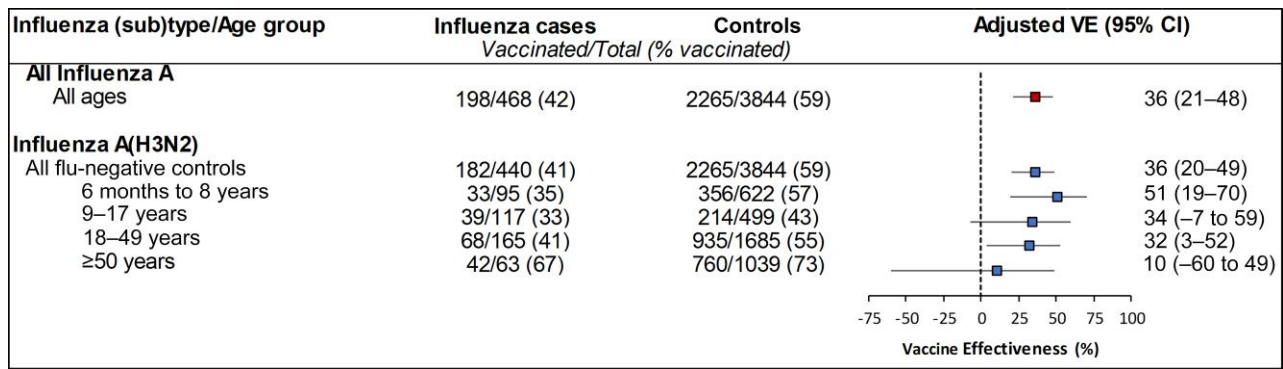 Influenza (sub)type/Age group Influenza cases Controls Adjusted VE (95% CI)
Vaccinated/Total (% vaccinated)
All Influenza A
All ages 198/468 (42) 2265/3844 (59) 36 (21–48)
Influenza A(H3N2)
All flu-negative controls 182/440 (41) 2265/3844 (59) 36 (20–49)
6 months to 8 years 33/95 (35) 356/622 (57) 51 (19–70)
9–17 years 39/117 (33) 214/499 (43) 34 (–7 to 59)
18–49 years 68/165 (41) 935/1685 (55) 32 (3–52)
≥50 years 42/63 (67) 760/1039 (73) 10 (–60 to 49)
-75 -50 -25 0 25 50 75 100
Vaccine Effectiveness (%)